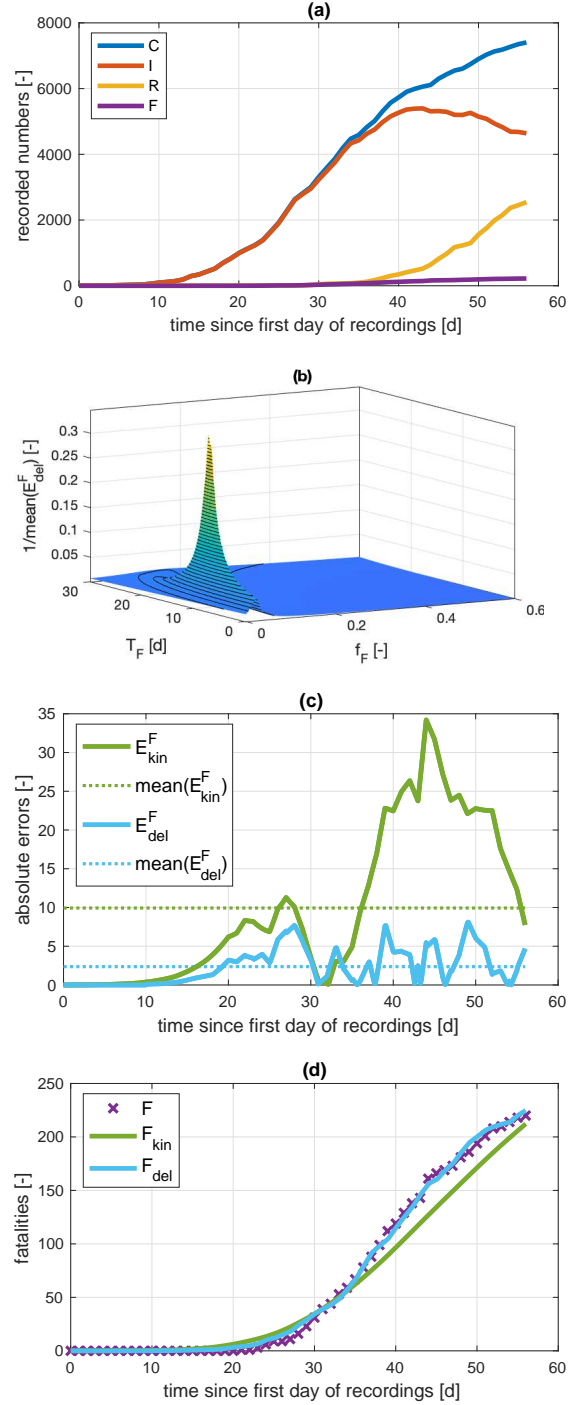 (a)
C
I
R
F
8000
6000
4000
2000
0
recorded numbers [-]
0 10 20 30 40 50 60
time since first day of recordings [d]
(b)
0.3
0.25
0.2
0.15
0.1
0.05
1/mean(E^F_del) [-]
30
20
10
0
T_F [d]
0
0.2
0.4
0.6
f_F [-]
(c)
E^F_kin
mean(E^F_kin)
E^F_del
mean(E^F_del)
35
30
25
20
15
10
5
0
absolute errors [-]
0 10 20 30 40 50 60
time since first day of recordings [d]
(d)
F
F_kin
F_del
250
200
150
100
50
0
fatalities [-]
0 10 20 30 40 50 60
time since first day of recordings [d]